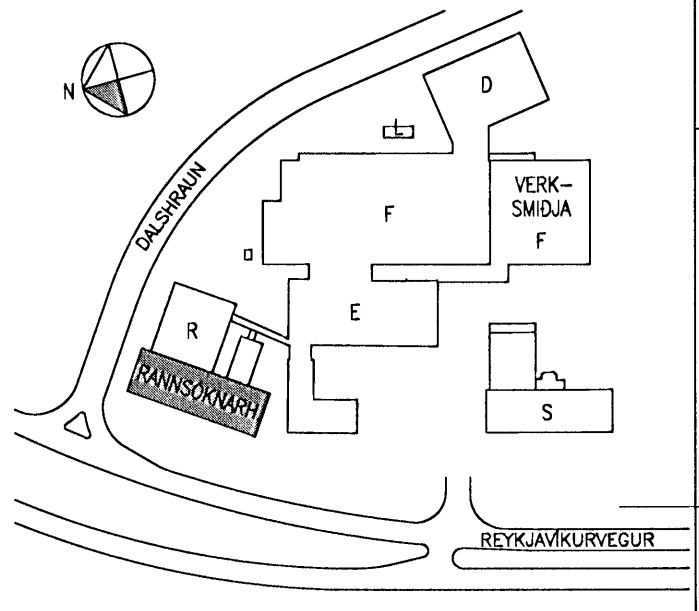 N
D
L
DALSHRAUN
VERK-
SMIÐJA
F
F
E
R
RANNSÓKNARH
S
REYKJAVÍKURVEGUR